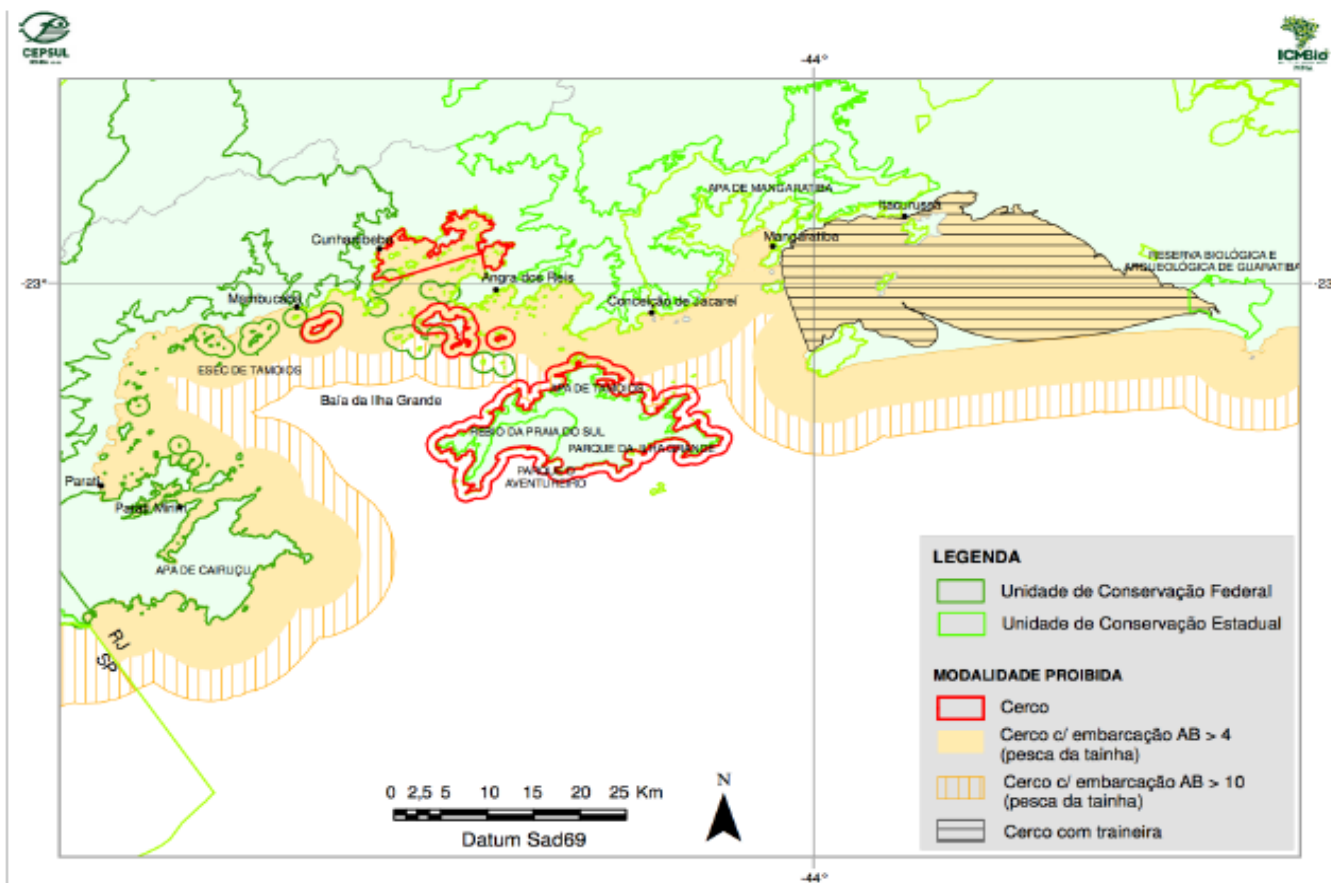 CEPSUL
ICMBio
-44°
APA DE MANGARATIBA
Itacurussá
Cunhambebe
Mangaratiba
RESERVA BIOLÓGICA E
ARQUEOLÓGICA DE GUARATIBA
-23°
Angra dos Reis
-23
Mambucaba
Conceição de Jacareí
ESEC DE TAMOIOS
APA DE TAMOIOS
Baía da Ilha Grande
REBIO DA PRAIA DO SUL
PARQUE DA ILHA GRANDE
PARQUE
AVENTUREIRO
Parati
Parati Mirim
APA DE CAIRUÇU
RJ
SP
LEGENDA
Unidade de Conservação Federal
Unidade de Conservação Estadual
MODALIDADE PROIBIDA
Cerco
Cerco c/ embarcação AB > 4
(pesca da tainha)
Cerco c/ embarcação AB > 10
(pesca da tainha)
Cerco com traineira
N
0 2,5 5 10 15 20 25 Km
Datum Sad69
-44°